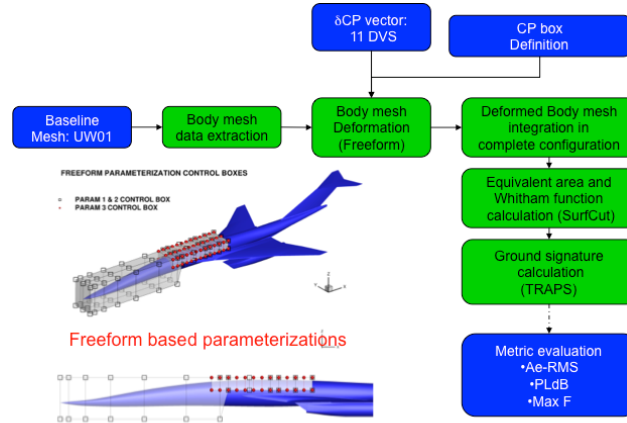 δCP vector:
11 DVS
CP box
Definition
Baseline
Mesh: UW01
Body mesh
data extraction
Body mesh
Deformation
(Freeform)
Deformed Body mesh
integration in
complete configuration
FREEFORM PARAMETERIZATION CONTROL BOXES
PARAM 1 & 2 CONTROL BOX
PARAM 3 CONTROL BOX
Equivalent area and
Whitham function
calculation (SurfCut)
Ground signature
calculation
(TRAPS)
Freeform based parameterizations
Metric evaluation
•Ae-RMS
•PLdB
•Max F